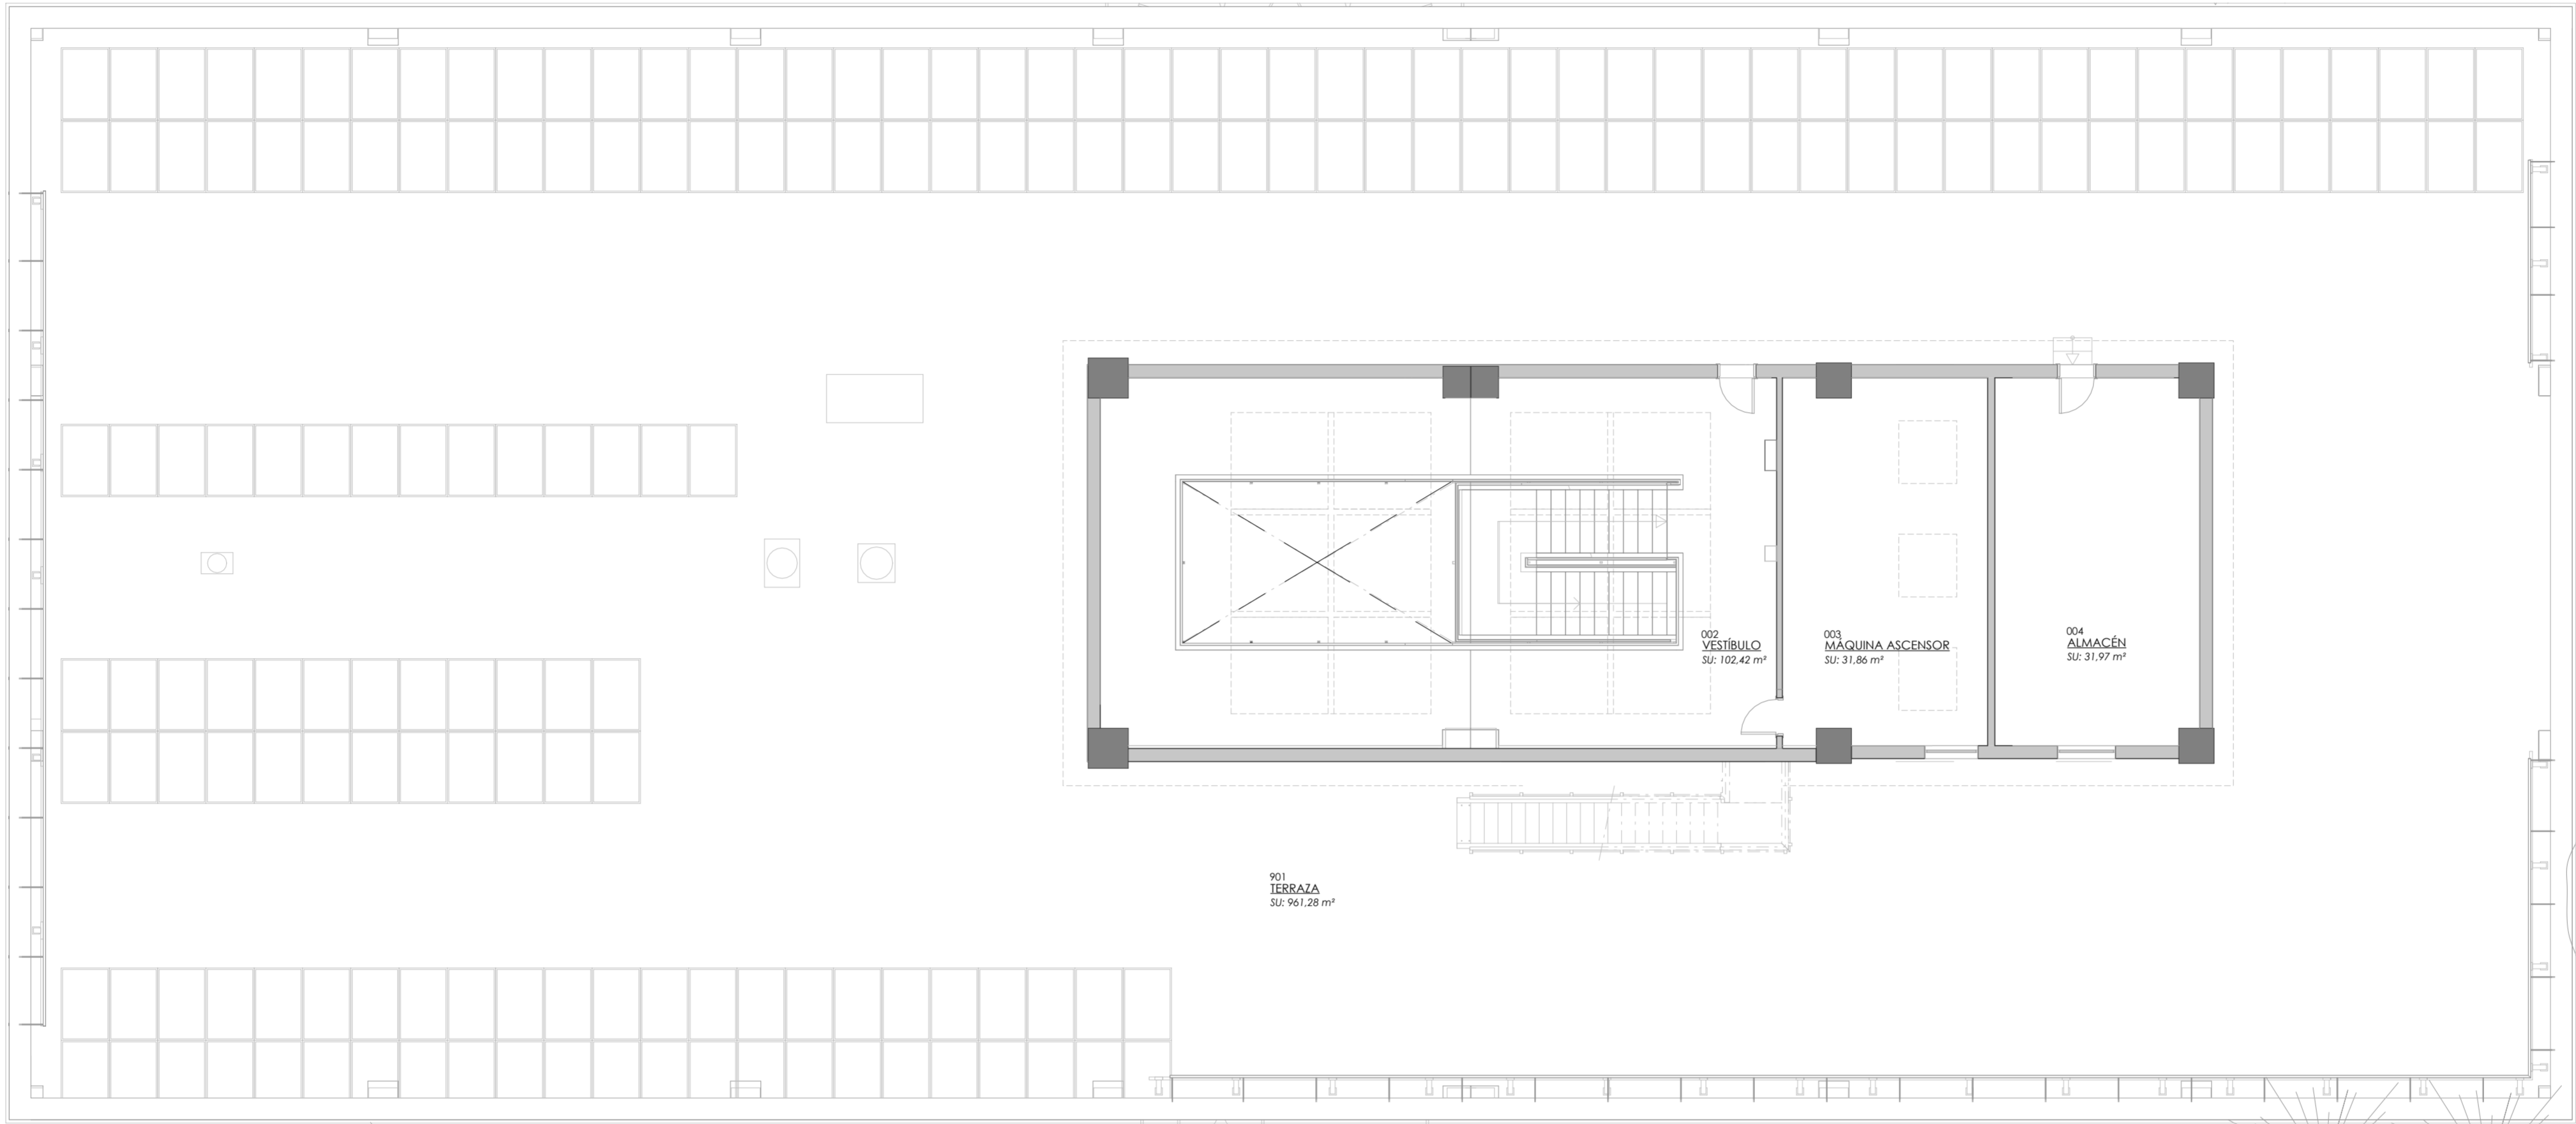 002
VESTÍBULO
SU: 102,42 m²
003
MÁQUINA ASCENSOR
SU: 31,86 m²
004
ALMACÉN
SU: 31,97 m²
901
TERRAZA
SU: 961,28 m²